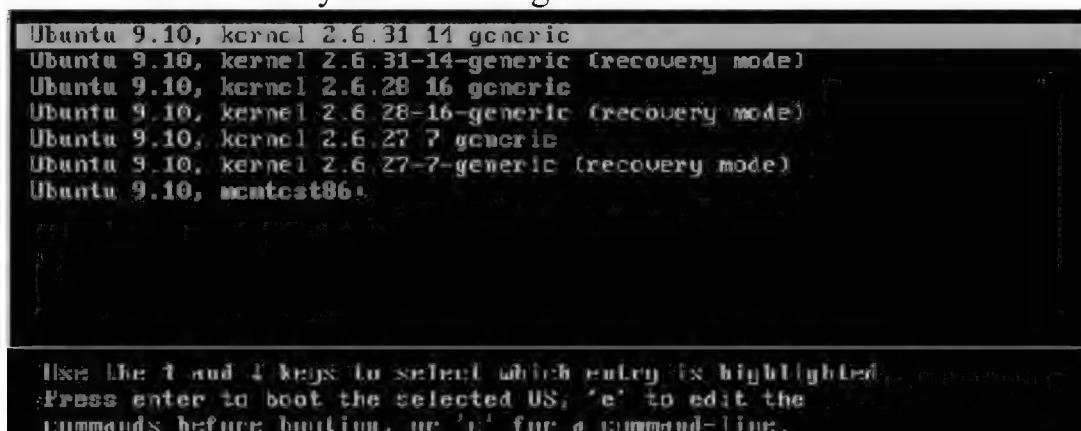 Ubuntu 9.10, kernel 2.6.31-14-generic
Ubuntu 9.10, kernel 2.6.31-14-generic (recovery mode)
Ubuntu 9.10, kernel 2.6.28-16-generic
Ubuntu 9.10, kernel 2.6.28-16-generic (recovery mode)
Ubuntu 9.10, kernel 2.6.27-7-generic
Ubuntu 9.10, kernel 2.6.27-7-generic (recovery mode)
Ubuntu 9.10, memtest86+
Use the ↑ and ↓ keys to select which entry is highlighted.
Press enter to boot the selected OS, 'e' to edit the
commands before booting, or 'c' for a command-line.